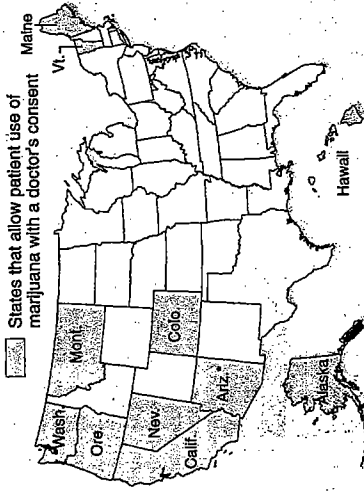 States that allow patient use of
marijuana with a doctor's consent
Wash.
Ore.
Mont.
Nev.
Calif.
Colo.
Ariz.*
Alaska
Hawaii
Vt.
Maine